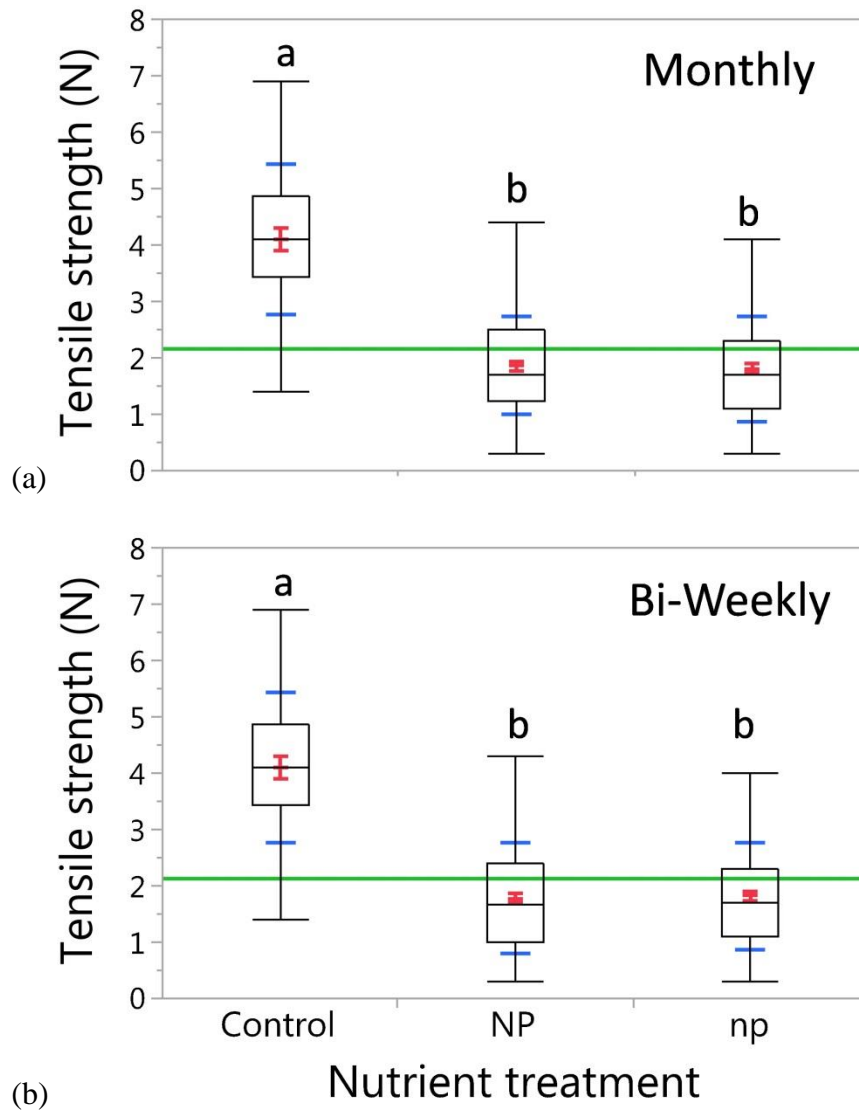 8
a
Monthly
7
6
b
b
5
4
3
2
1
0
Tensile strength (N)
(a)
8
a
Bi-Weekly
7
6
b
b
5
4
3
2
1
0
Tensile strength (N)
Control NP np
Nutrient treatment
(b)